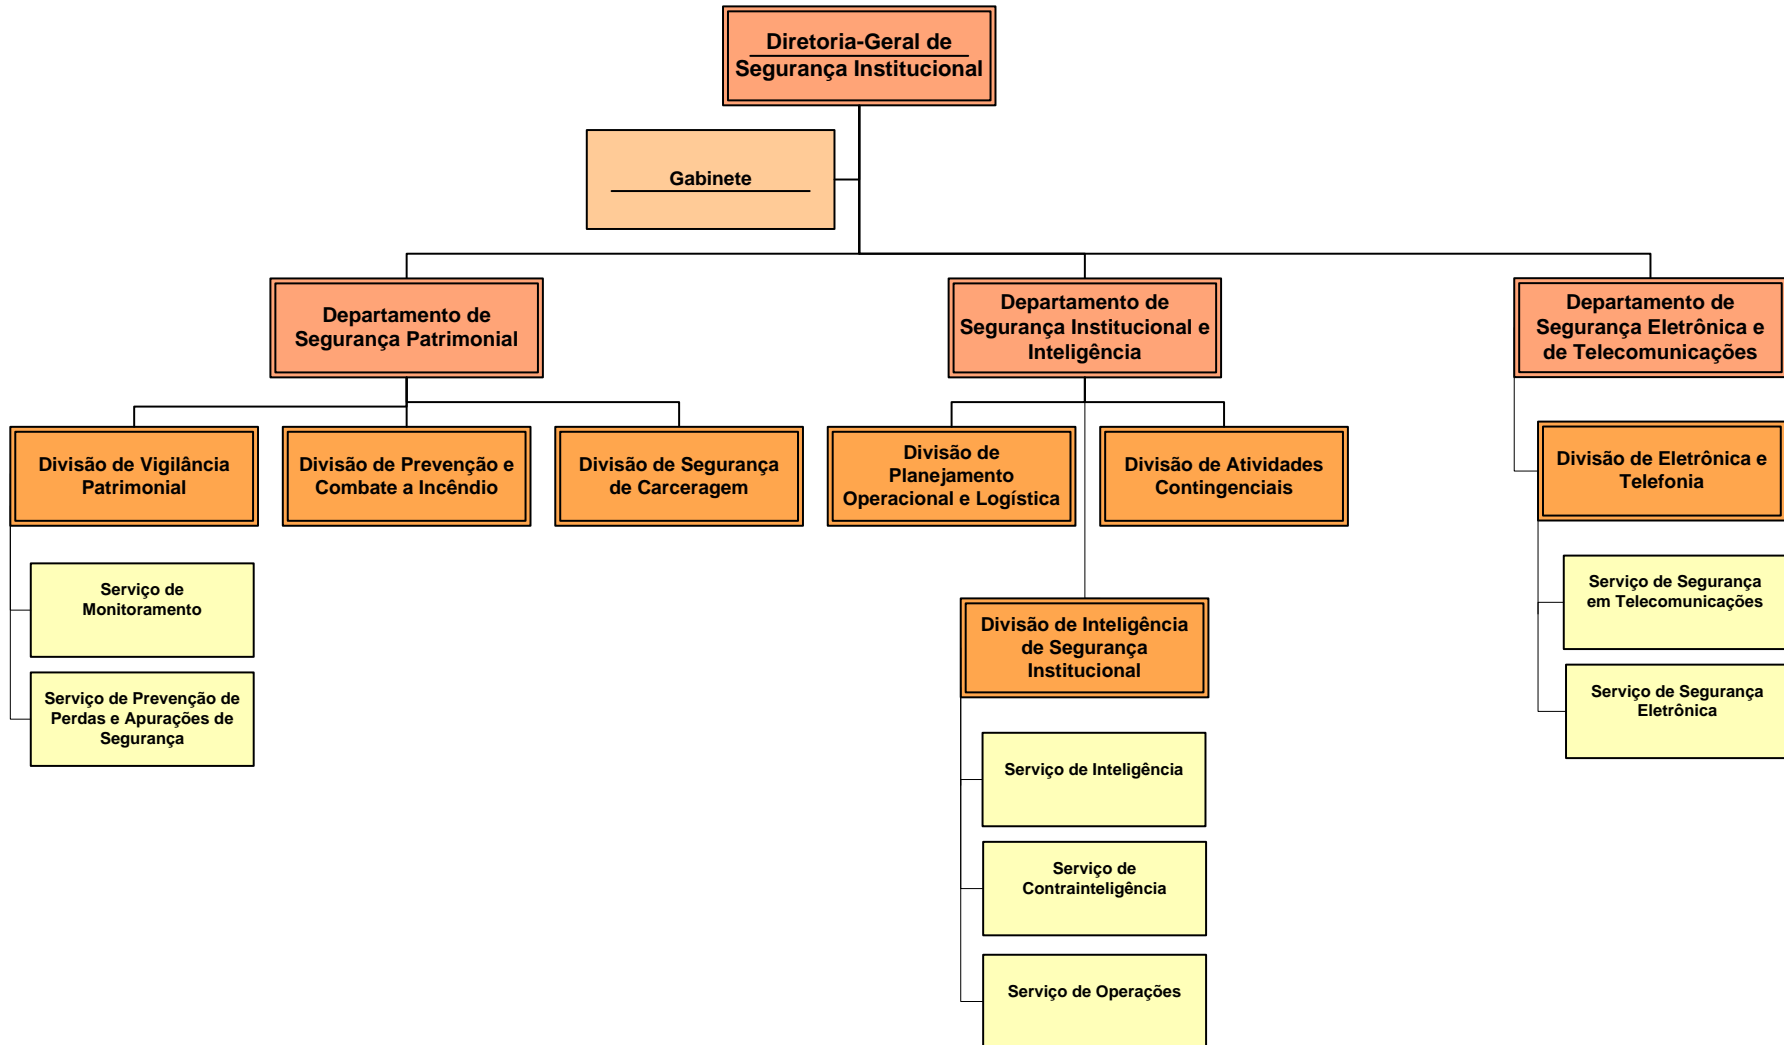 Diretoria-Geral de
Segurança Institucional
Gabinete
Departamento de
Segurança Patrimonial
Departamento de
Segurança Institucional e
Inteligência
Departamento de
Segurança Eletrônica e
de Telecomunicações
Divisão de Vigilância
Patrimonial
Divisão de Prevenção e
Combate a Incêndio
Divisão de Segurança
de Carceragem
Divisão de
Planejamento
Operacional e Logística
Divisão de Atividades
Contingenciais
Divisão de Eletrônica e
Telefonia
Serviço de
Monitoramento
Serviço de Prevenção de
Perdas e Apurações de
Segurança
Divisão de Inteligência
de Segurança
Institucional
Serviço de Inteligência
Serviço de
Contrainteligência
Serviço de Operações
Serviço de Segurança
em Telecomunicações
Serviço de Segurança
Eletrônica